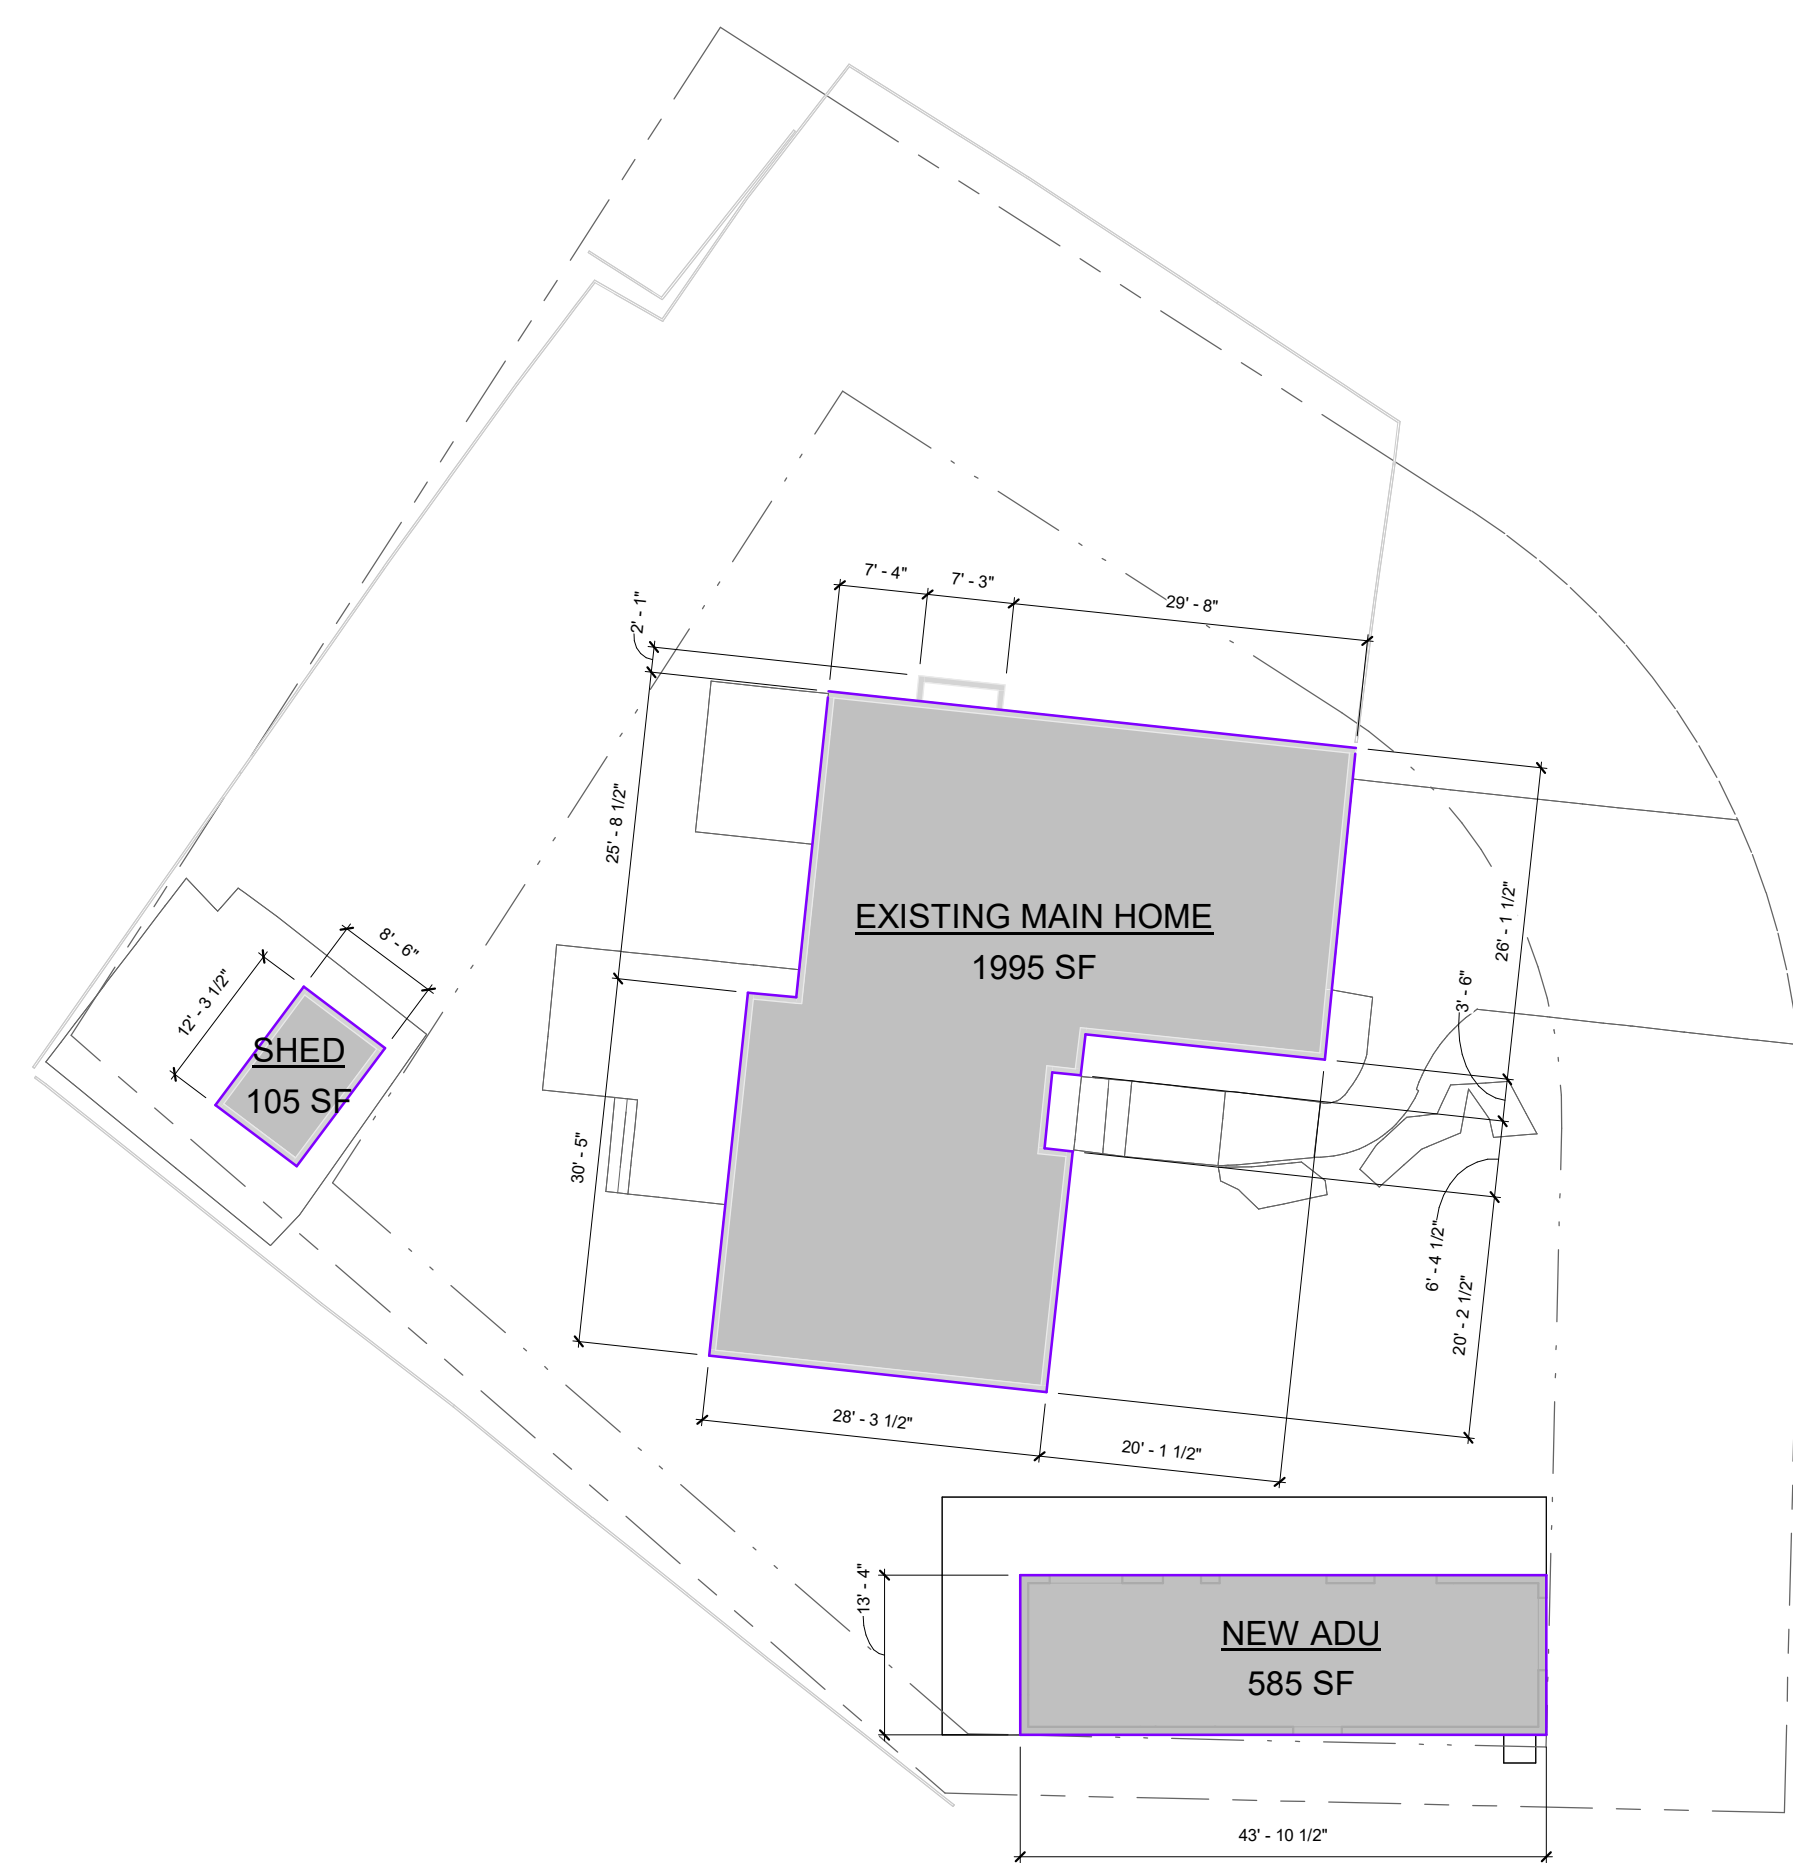 7' - 4"
7' - 3"
29' - 8"
2' - 1"
25' - 8 1/2"
26' - 1 1/2"
EXISTING MAIN HOME
1995 SF
3' - 6"
8' - 6"
12' - 3 1/2"
SHED
105 SF
30' - 5"
6' - 4 1/2"
20' - 2 1/2"
28' - 3 1/2"
20' - 1 1/2"
13' - 4"
NEW ADU
585 SF
43' - 10 1/2"